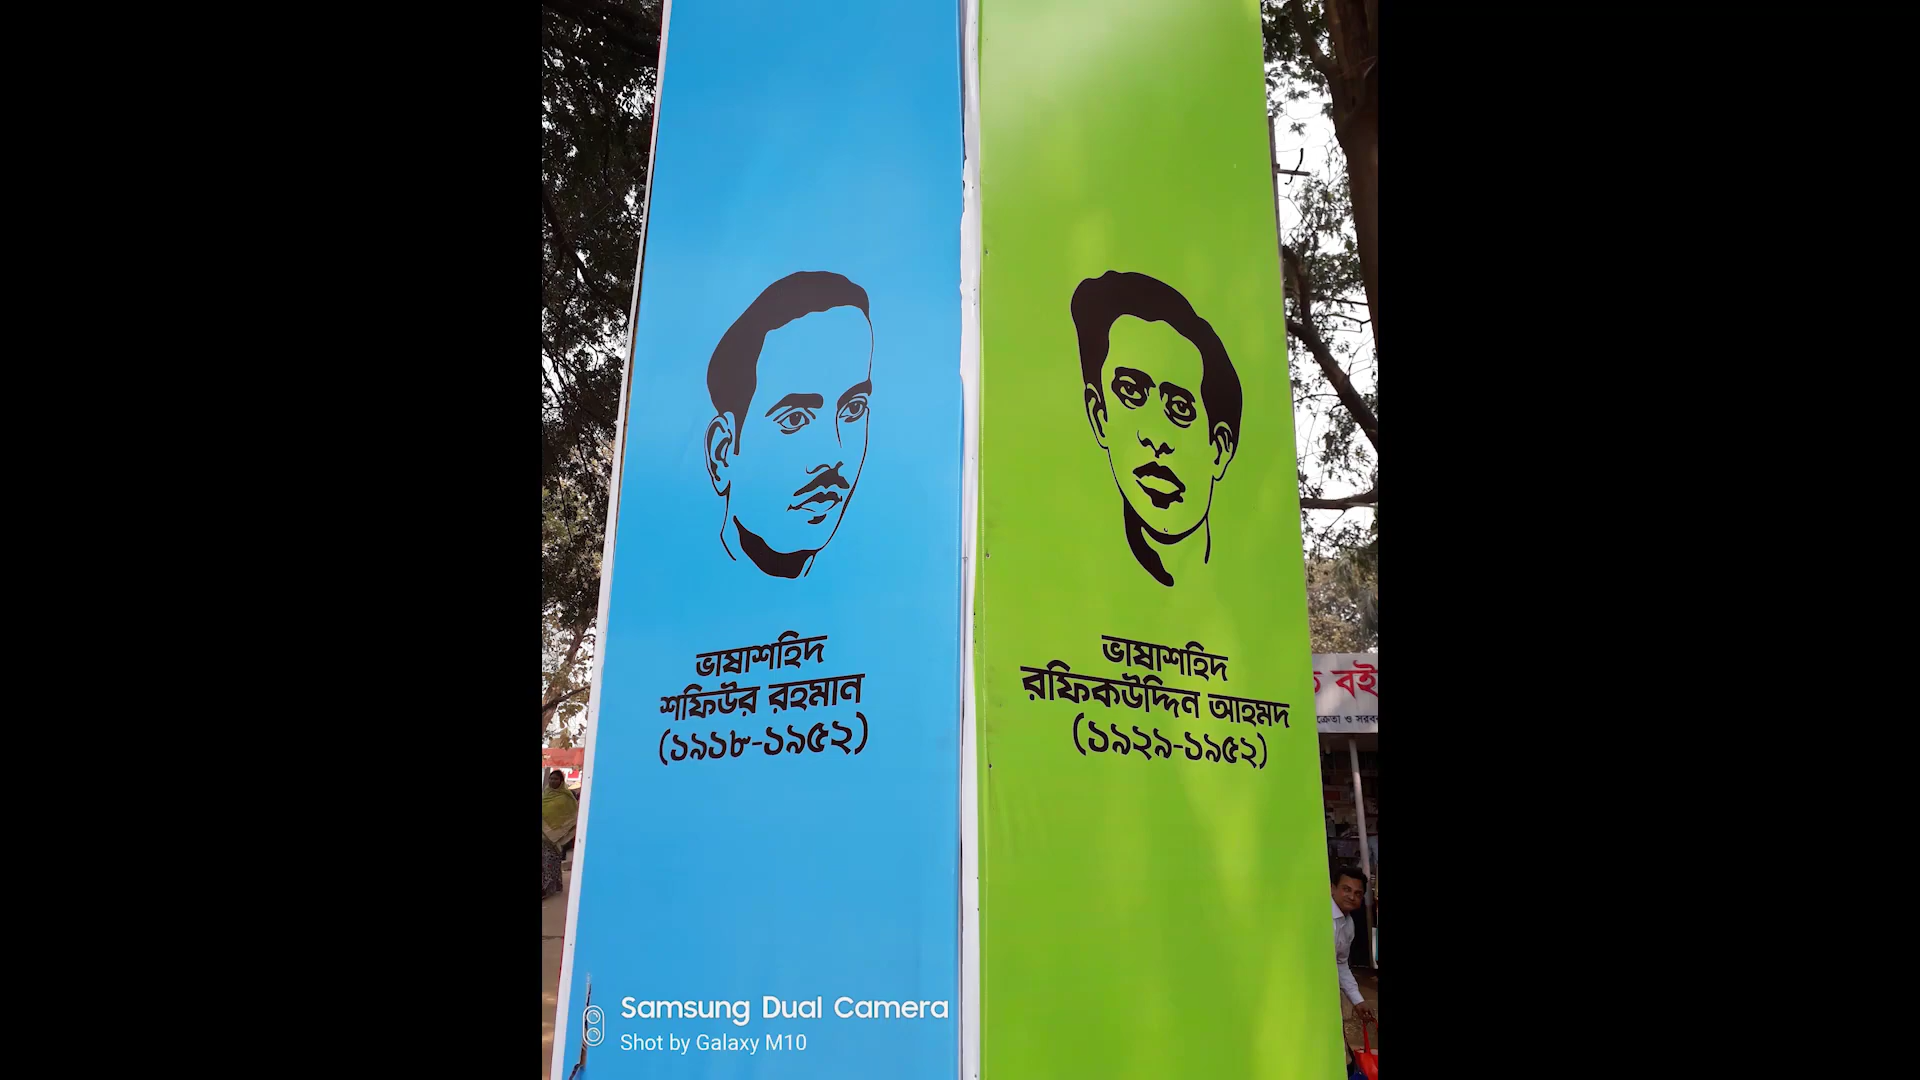 ভাষাশহিদ
শফিউর রহমান
(১৯১৮-১৯৫২)
ভাষাশহিদ
রফিকউদ্দিন আহমদ
(১৯২৯-১৯৫২)
বই
ও
Samsung Dual Camera
Shot by Galaxy M10